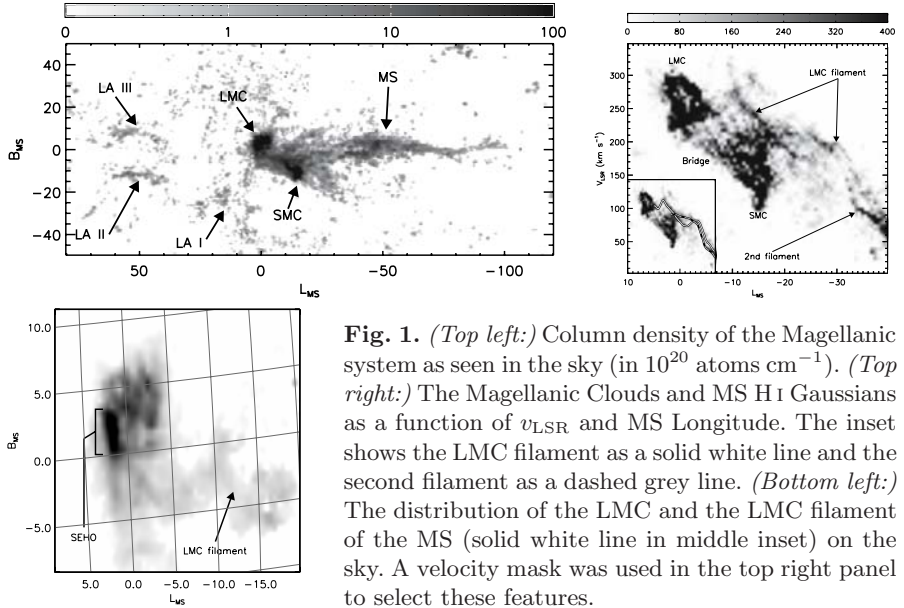 0 1 10 100
LA III
LMC
MS
LA II
LA I
SMC
B_MS
40
20
0
−20
−40
50 0 −50 −100
L_MS
0 80 160 240 320 400
LMC
LMC filament
Bridge
SMC
2nd filament
V_LSR (km s⁻¹)
300
250
200
150
100
50
10 0 −10 −20 −30
L_MS
10.0
5.0
0.0
−5.0
B_MS
SEHO
LMC filament
5.0 0.0 −5.0 −10.0 −15.0
L_MS
Fig. 1. (Top left:) Column density of the Magellanic
system as seen in the sky (in 10²⁰ atoms cm⁻¹). (Top
right:) The Magellanic Clouds and MS H I Gaussians
as a function of v_LSR and MS Longitude. The inset
shows the LMC filament as a solid white line and the
second filament as a dashed grey line. (Bottom left:)
The distribution of the LMC and the LMC filament
of the MS (solid white line in middle inset) on the
sky. A velocity mask was used in the top right panel
to select these features.